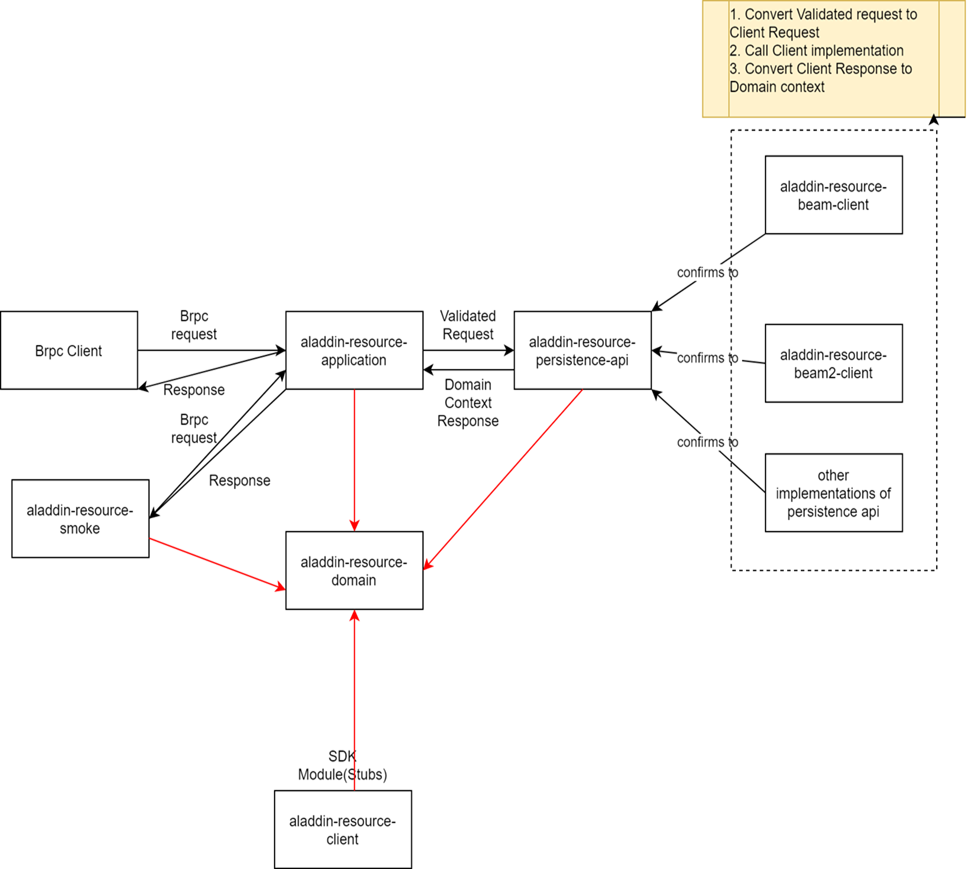 1. Convert Validated request to
Client Request
2. Call Client implementation
3. Convert Client Response to
Domain context
aladdin-resource-
beam-client
confirms to
Brpc Client
Brpc
request
Response
aladdin-resource-
application
Validated
Request
Domain
Context
Response
aladdin-resource-
persistence-api
confirms to
aladdin-resource-
beam2-client
Brpc
request
Response
confirms to
other
implementations of
persistence api
aladdin-resource-
smoke
aladdin-resource-
domain
SDK
Module(Stubs)
aladdin-resource-
client